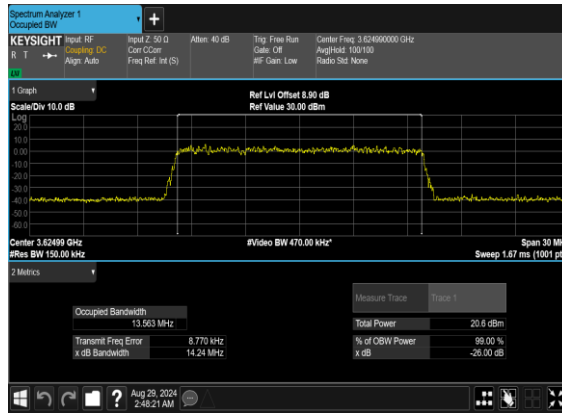 Spectrum Analyzer 1
Occupied BW
+
KEYSIGHT
R T
Input: RF
Coupling: DC
Align: Auto
Input Z: 50 Ω
Corr CCorr
Freq Ref: Int (S)
Atten: 40 dB
Trig: Free Run
Gate: Off
#IF Gain: Low
Center Freq: 3.624990000 GHz
Avg|Hold: 100/100
Radio Std: None
1 Graph
Scale/Div 10.0 dB
Ref Lvl Offset 8.90 dB
Ref Value 30.00 dBm
Log
20.0
10.0
0.00
-10.0
-20.0
-30.0
-40.0
-50.0
-60.0
Center 3.62499 GHz
#Res BW 150.00 kHz
#Video BW 470.00 kHz*
Span 30 M
Sweep 1.67 ms (1001 pt
2 Metrics
Measure Trace
Trace 1
Occupied Bandwidth
13.563 MHz
Total Power
20.6 dBm
Transmit Freq Error
8.770 kHz
% of OBW Power
99.00 %
x dB Bandwidth
14.24 MHz
x dB
-26.00 dB
?
Aug 29, 2024
2:48:21 AM